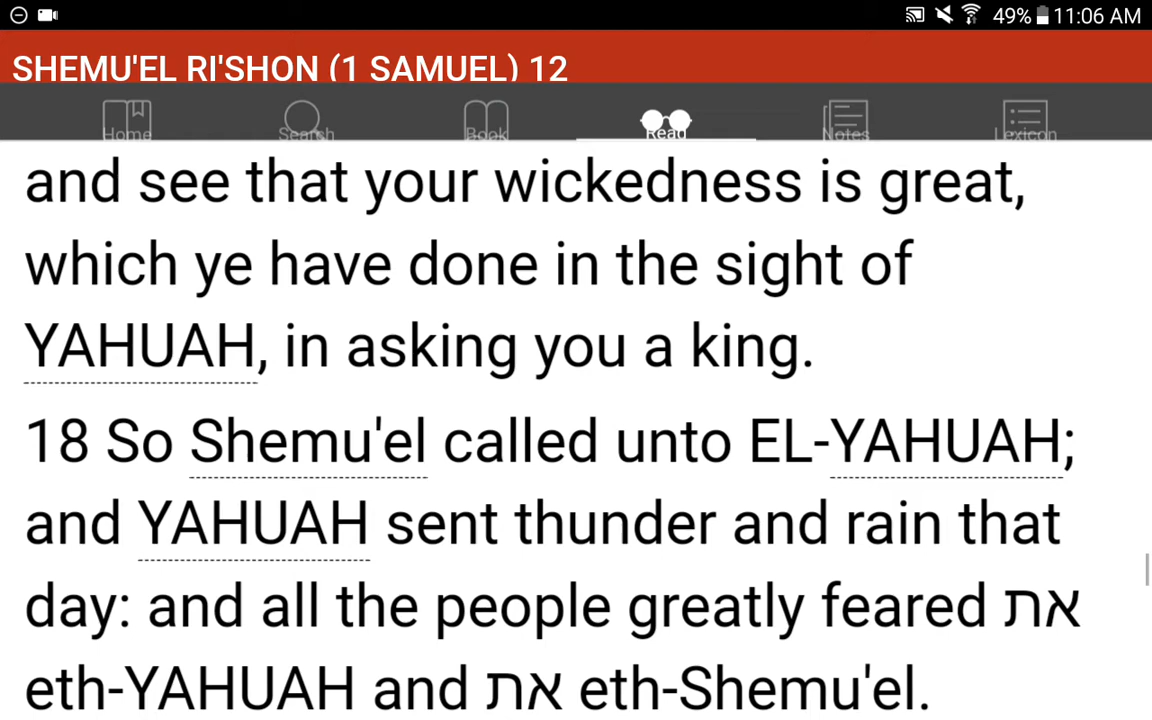 49% 11:06 AM
SHEMU'EL RI'SHON (1 SAMUEL) 12
Home Search Book Read Notes Lexicon
and see that your wickedness is great,
which ye have done in the sight of
YAHUAH, in asking you a king.
18 So Shemu'el called unto EL-YAHUAH;
and YAHUAH sent thunder and rain that
day: and all the people greatly feared את
eth-YAHUAH and את eth-Shemu'el.